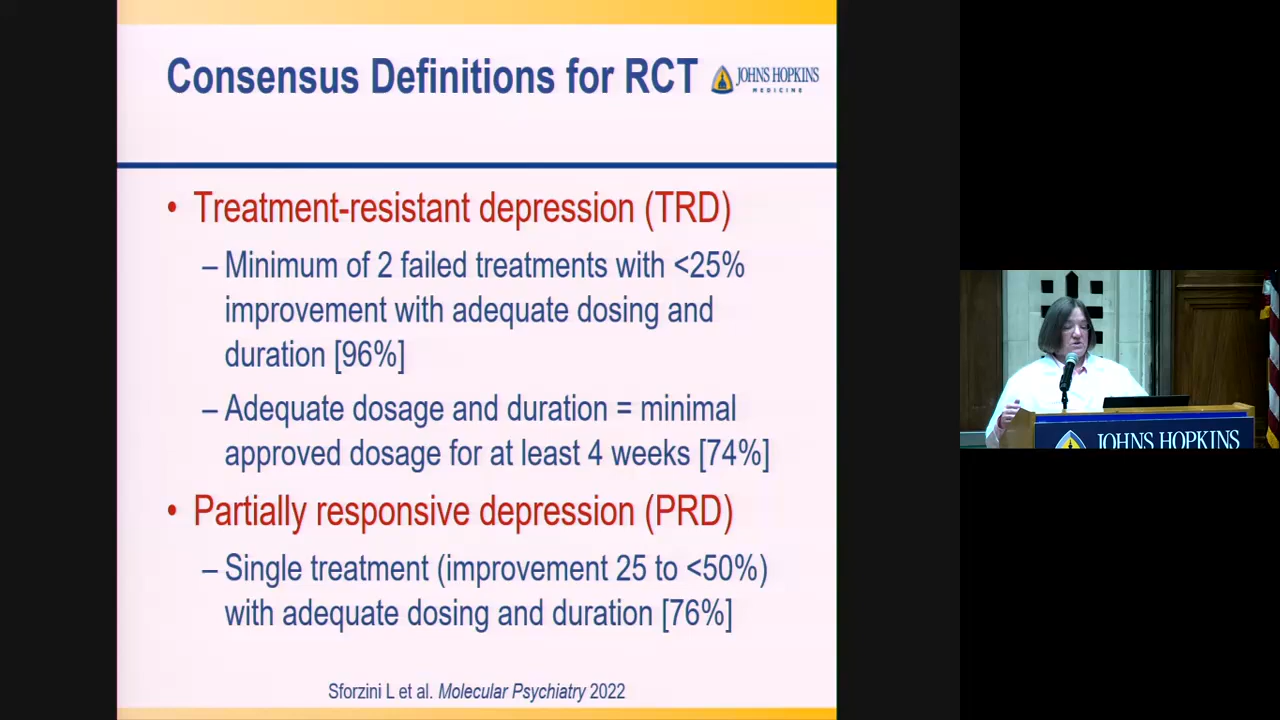 Consensus Definitions for RCT
JOHNS HOPKINS
MEDICINE
• Treatment-resistant depression (TRD)
– Minimum of 2 failed treatments with <25%
improvement with adequate dosing and
duration [96%]
– Adequate dosage and duration = minimal
approved dosage for at least 4 weeks [74%]
• Partially responsive depression (PRD)
– Single treatment (improvement 25 to <50%)
with adequate dosing and duration [76%]
Sforzini L et al. Molecular Psychiatry 2022
JOHNS HOPKINS